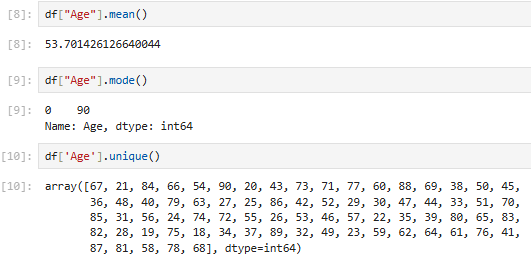 [8]: df["Age"].mean()
[8]: 53.701426126640044
[9]: df["Age"].mode()
[9]: 0    90
Name: Age, dtype: int64
[10]: df['Age'].unique()
[10]: array([67, 21, 84, 66, 54, 90, 20, 43, 73, 71, 77, 60, 88, 69, 38, 50, 45,
36, 48, 40, 79, 63, 27, 25, 86, 42, 52, 29, 30, 47, 44, 33, 51, 70,
85, 31, 56, 24, 74, 72, 55, 26, 53, 46, 57, 22, 35, 39, 80, 65, 83,
82, 28, 19, 75, 18, 34, 37, 89, 32, 49, 23, 59, 62, 64, 61, 76, 41,
87, 81, 58, 78, 68], dtype=int64)